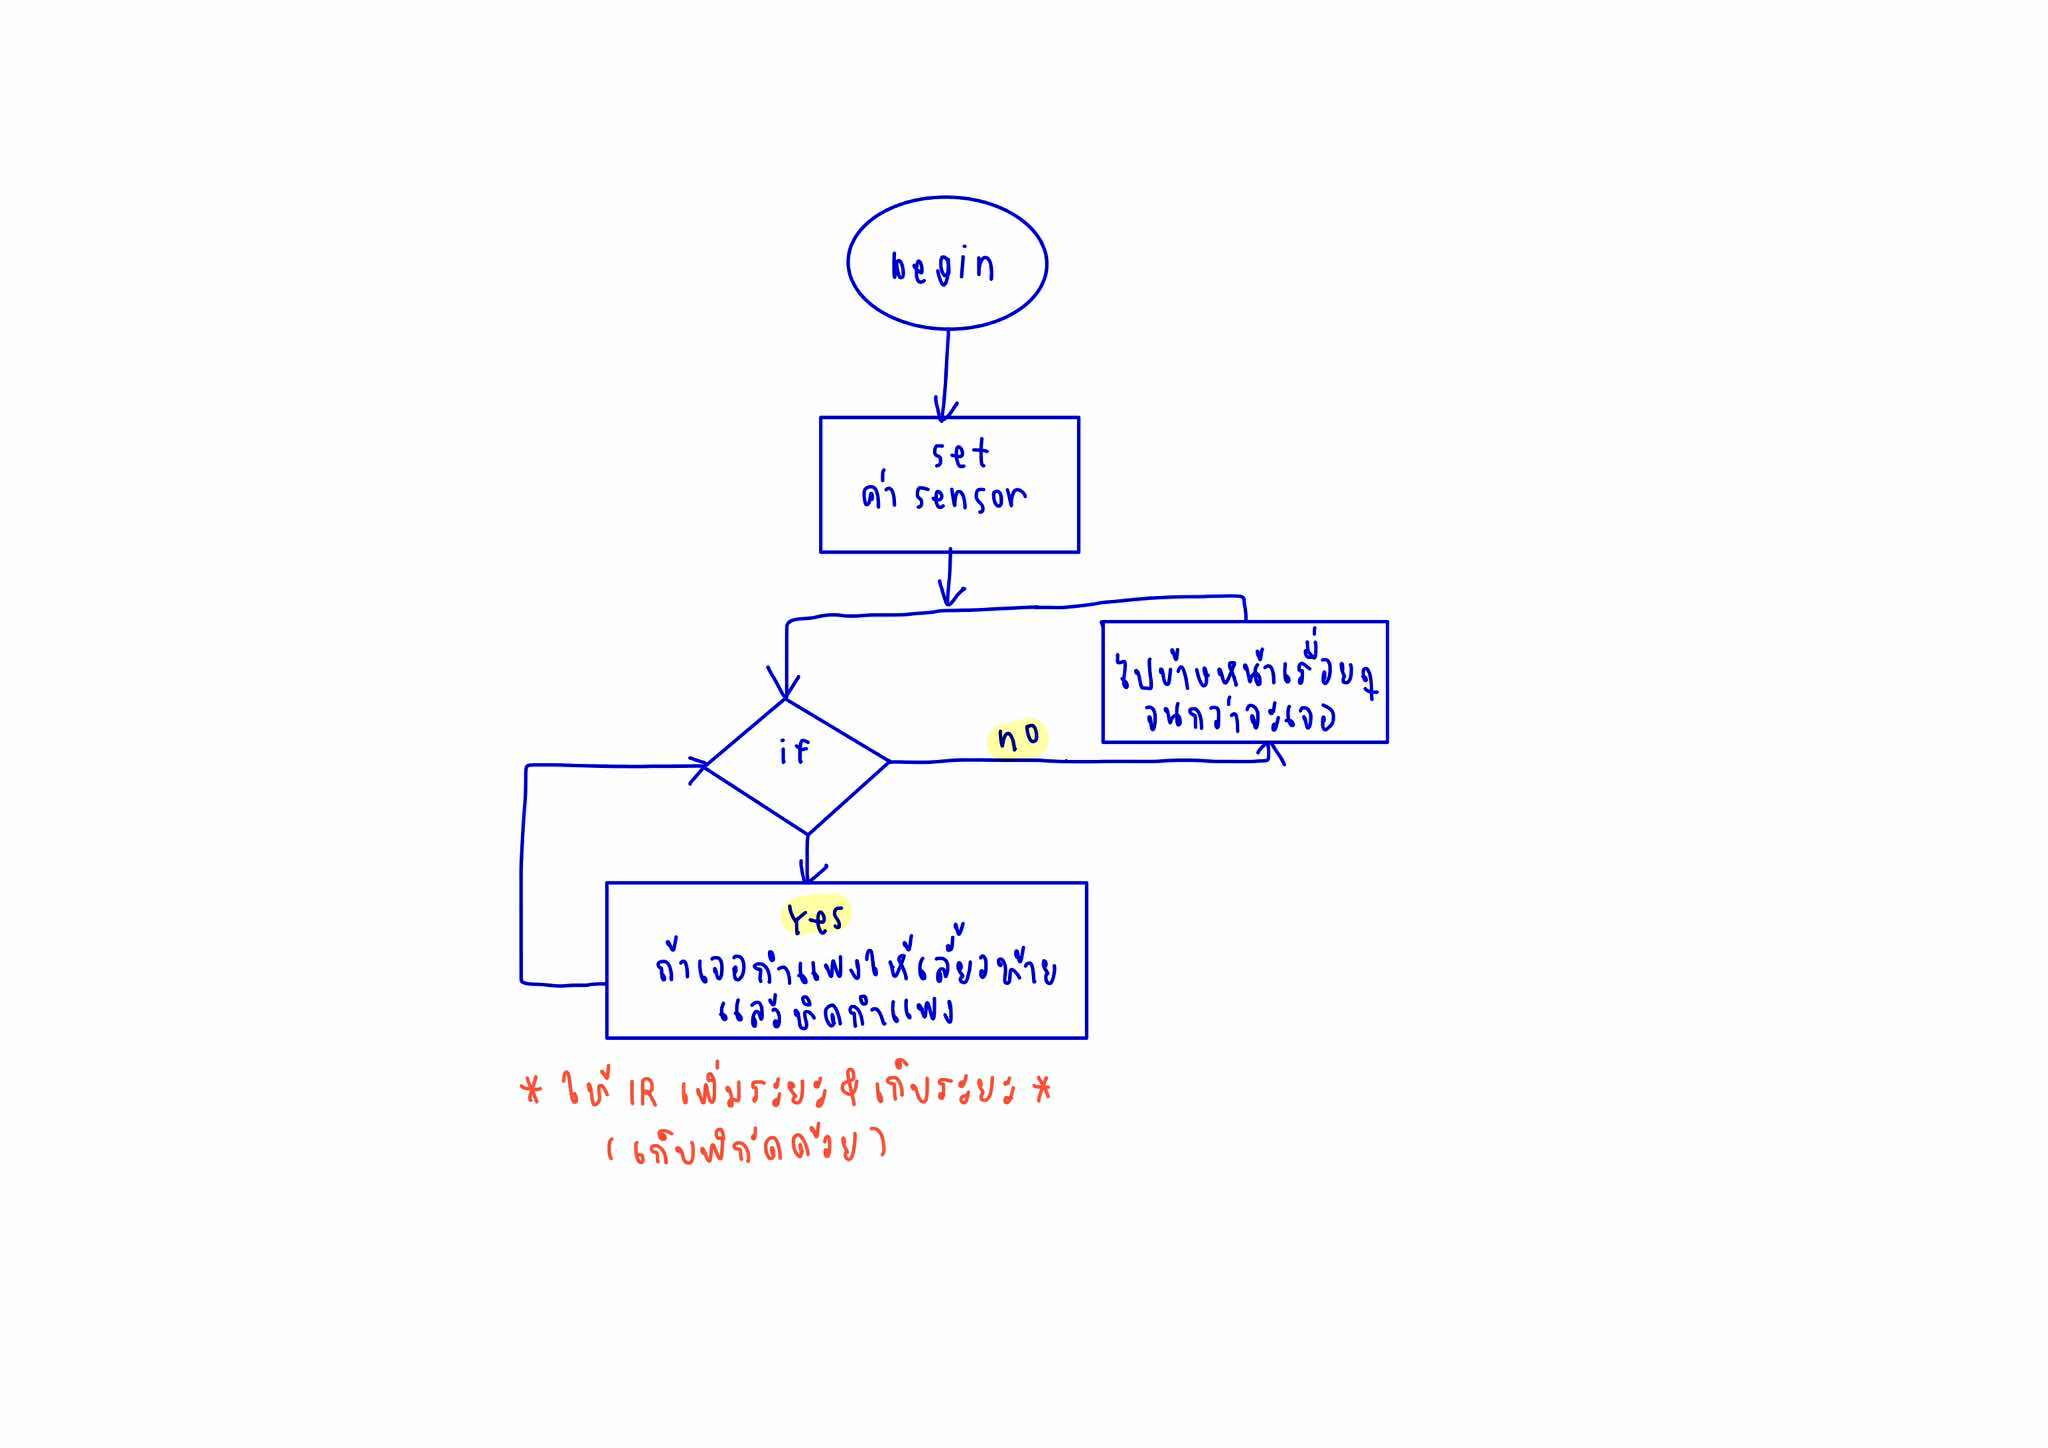 begin
set
ค่า sensor
ไปข้างหน้าเรื่อยๆ
จนกว่าจะเจอ
no
if
Yes
ถ้าเจอกำแพงให้เลี้ยวซ้าย
แล้วชิดกำแพง
* ให้ IR เพิ่มระยะ & เก็บระยะ *
(เก็บพิกัดด้วย)